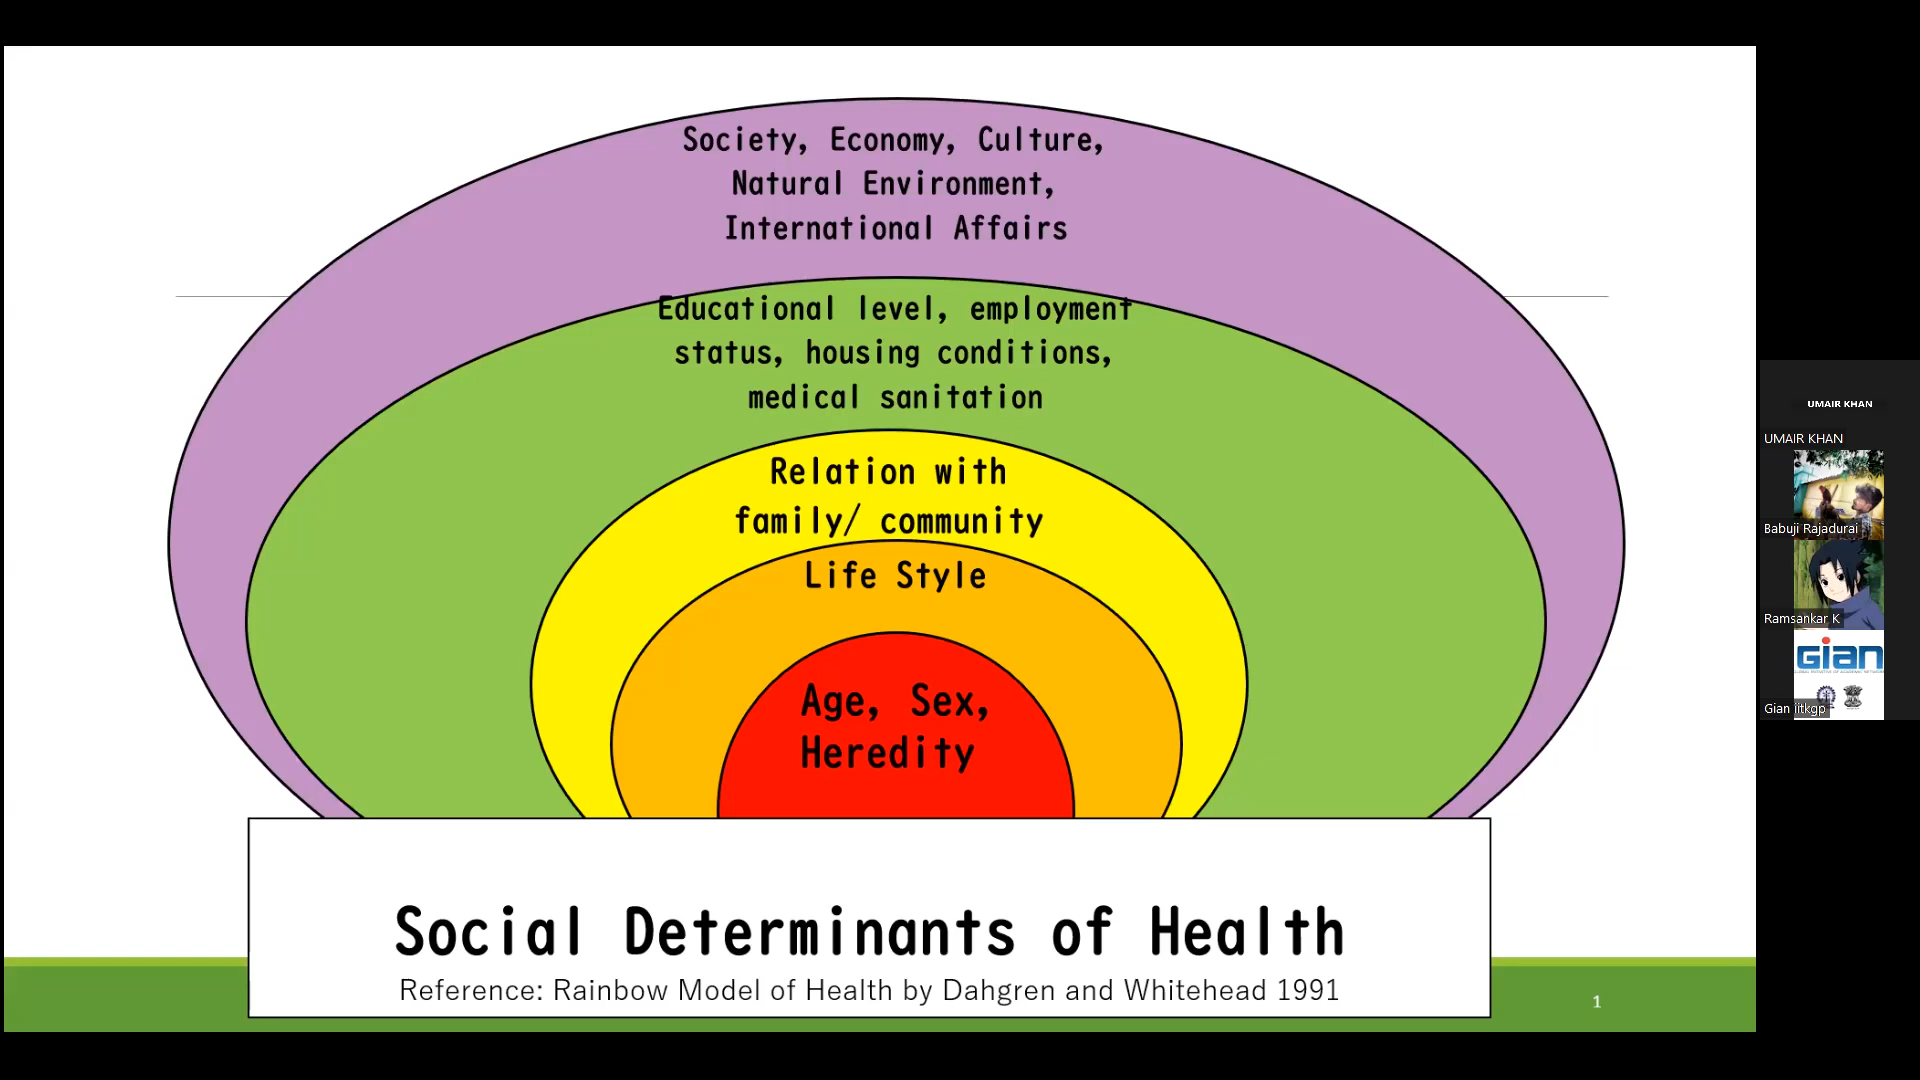 Society, Economy, Culture,
Natural Environment,
International Affairs
Educational level, employment
status, housing conditions,
medical sanitation
Relation with
family/ community
Life Style
Age, Sex,
Heredity
Social Determinants of Health
Reference: Rainbow Model of Health by Dahgren and Whitehead 1991
1
UMAIR KHAN
UMAIR KHAN
Babuji Rajadurai
Ramsankar K
Gian
Gian iitkgp